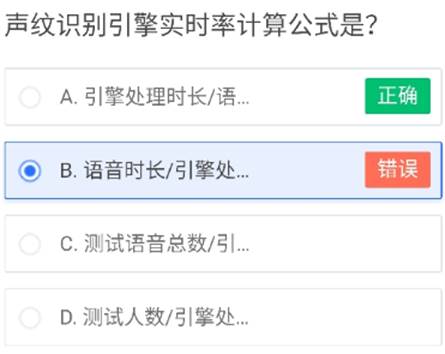 声纹识别引擎实时率计算公式是？
A. 引擎处理时长/语...
正确
B. 语音时长/引擎处...
错误
C. 测试语音总数/引...
D. 测试人数/引擎处...